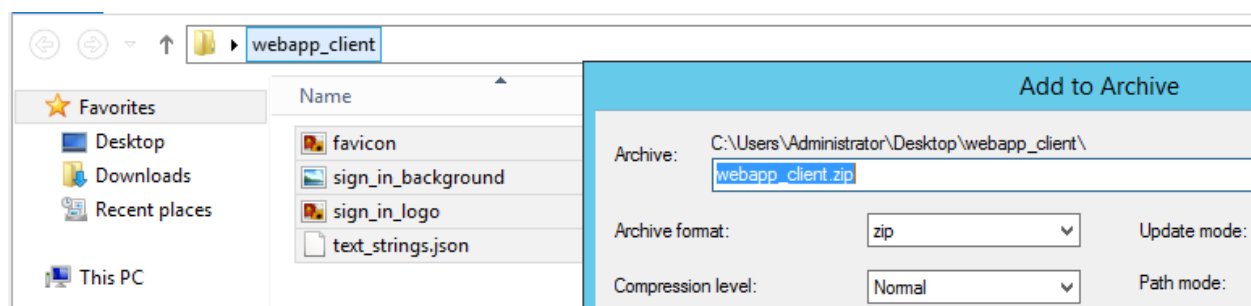 webapp_client
Favorites
Desktop
Downloads
Recent places
This PC
Name
favicon
sign_in_background
sign_in_logo
text_strings.json
Add to Archive
Archive: C:\Users\Administrator\Desktop\webapp_client\
webapp_client.zip
Archive format: zip Update mode:
Compression level: Normal Path mode: